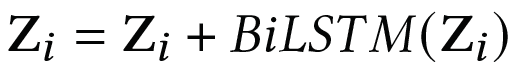 Z_i = Z_i + BiLSTM(Z_i)